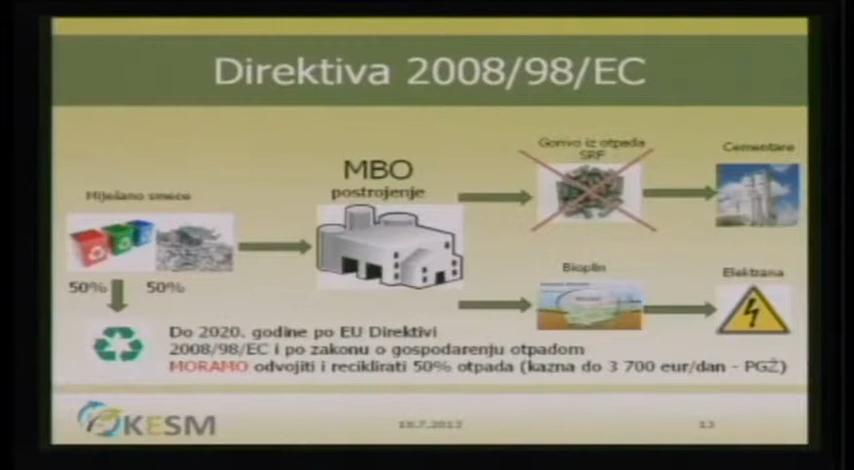 Direktiva 2008/98/EC
Gorivo iz otpada
SRF
Cementare
MBO
postrojenje
Miješano smeće
50% 50%
Bioplin
Elektrana
Do 2020. godine po EU Direktivi
2008/98/EC i po zakonu o gospodarenju otpadom
MORAMO odvojiti i reciklirati 50% otpada (kazna do 3 700 eur/dan - PGŽ)
KESM
13